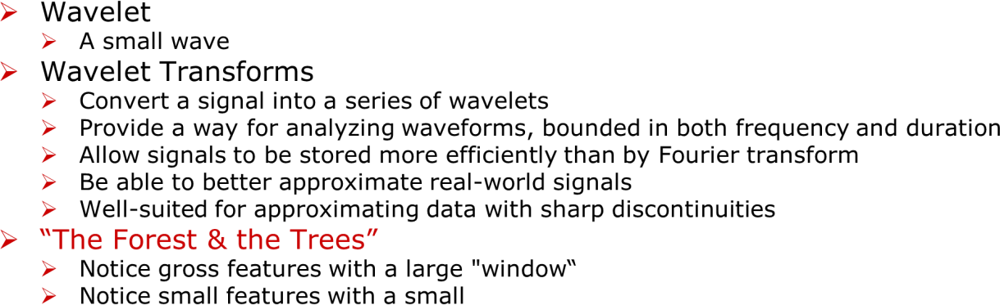 Wavelet
A small wave
Wavelet Transforms
Convert a signal into a series of wavelets
Provide a way for analyzing waveforms, bounded in both frequency and duration
Allow signals to be stored more efficiently than by Fourier transform
Be able to better approximate real-world signals
Well-suited for approximating data with sharp discontinuities
“The Forest & the Trees”
Notice gross features with a large "window“
Notice small features with a small